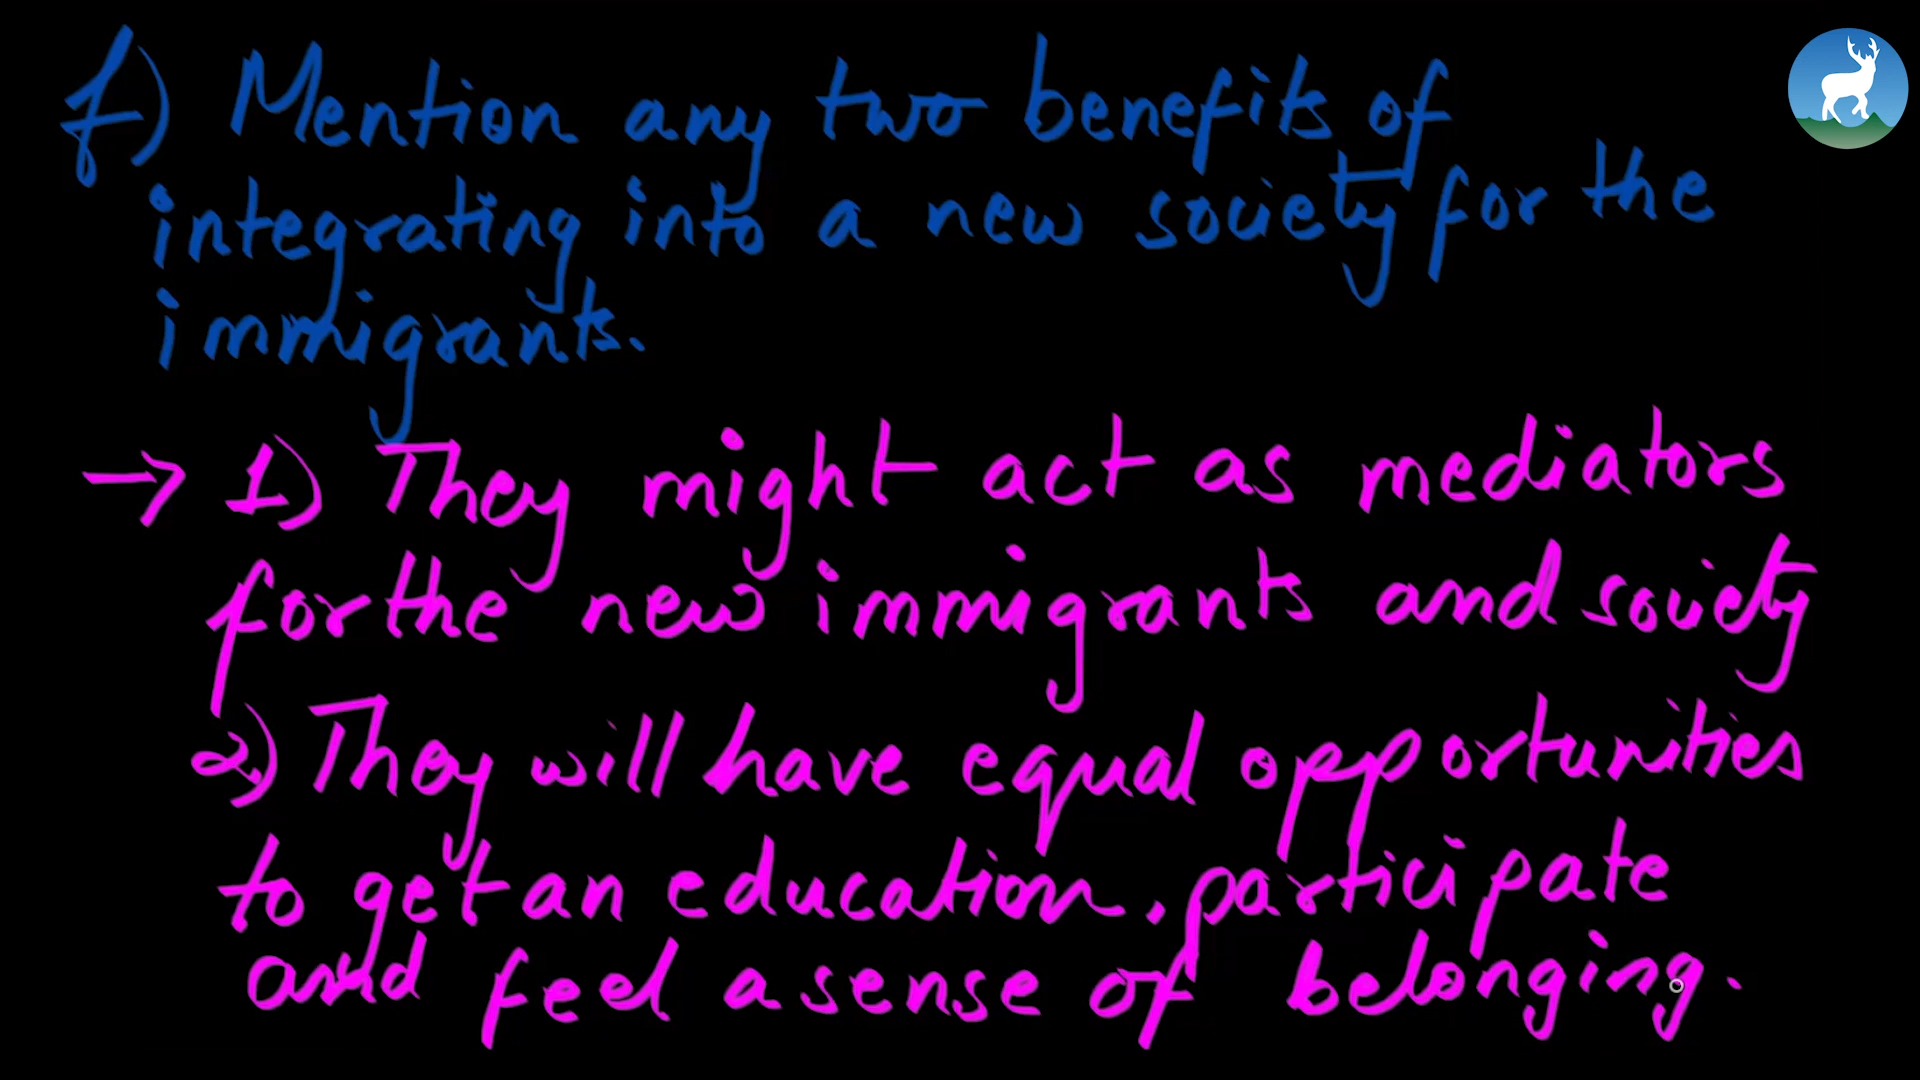 f) Mention any two benefits of
integrating into a new society for the
immigrants.
→ 1) They might act as mediators
for the new immigrants and society
2) They will have equal opportunities
to get an education, participate
and feel a sense of belonging.